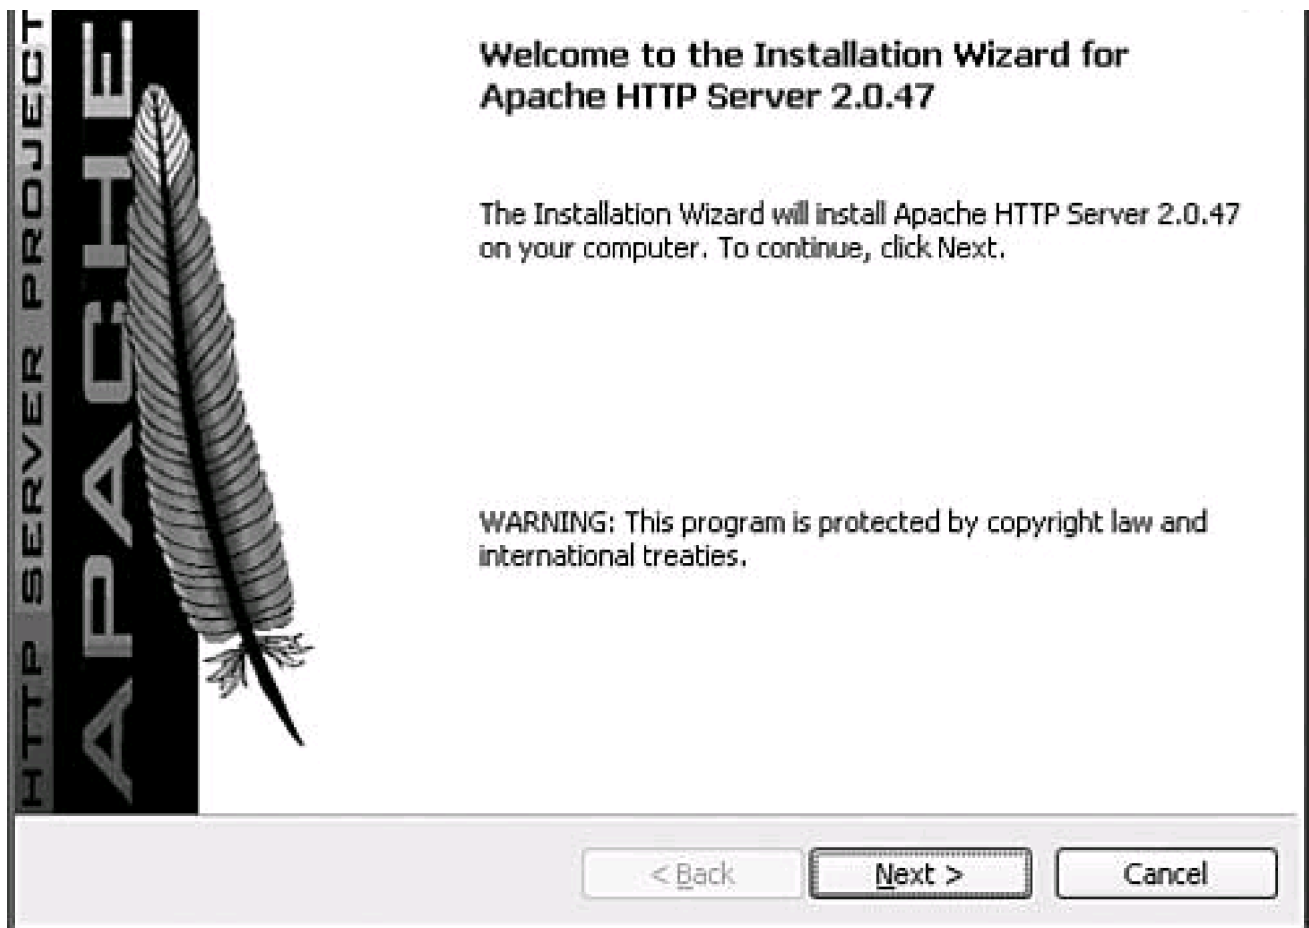 HTTP SERVER PROJECT
APACHE
Welcome to the Installation Wizard for
Apache HTTP Server 2.0.47
The Installation Wizard will install Apache HTTP Server 2.0.47
on your computer. To continue, click Next.
WARNING: This program is protected by copyright law and
international treaties.
< Back
Next >
Cancel